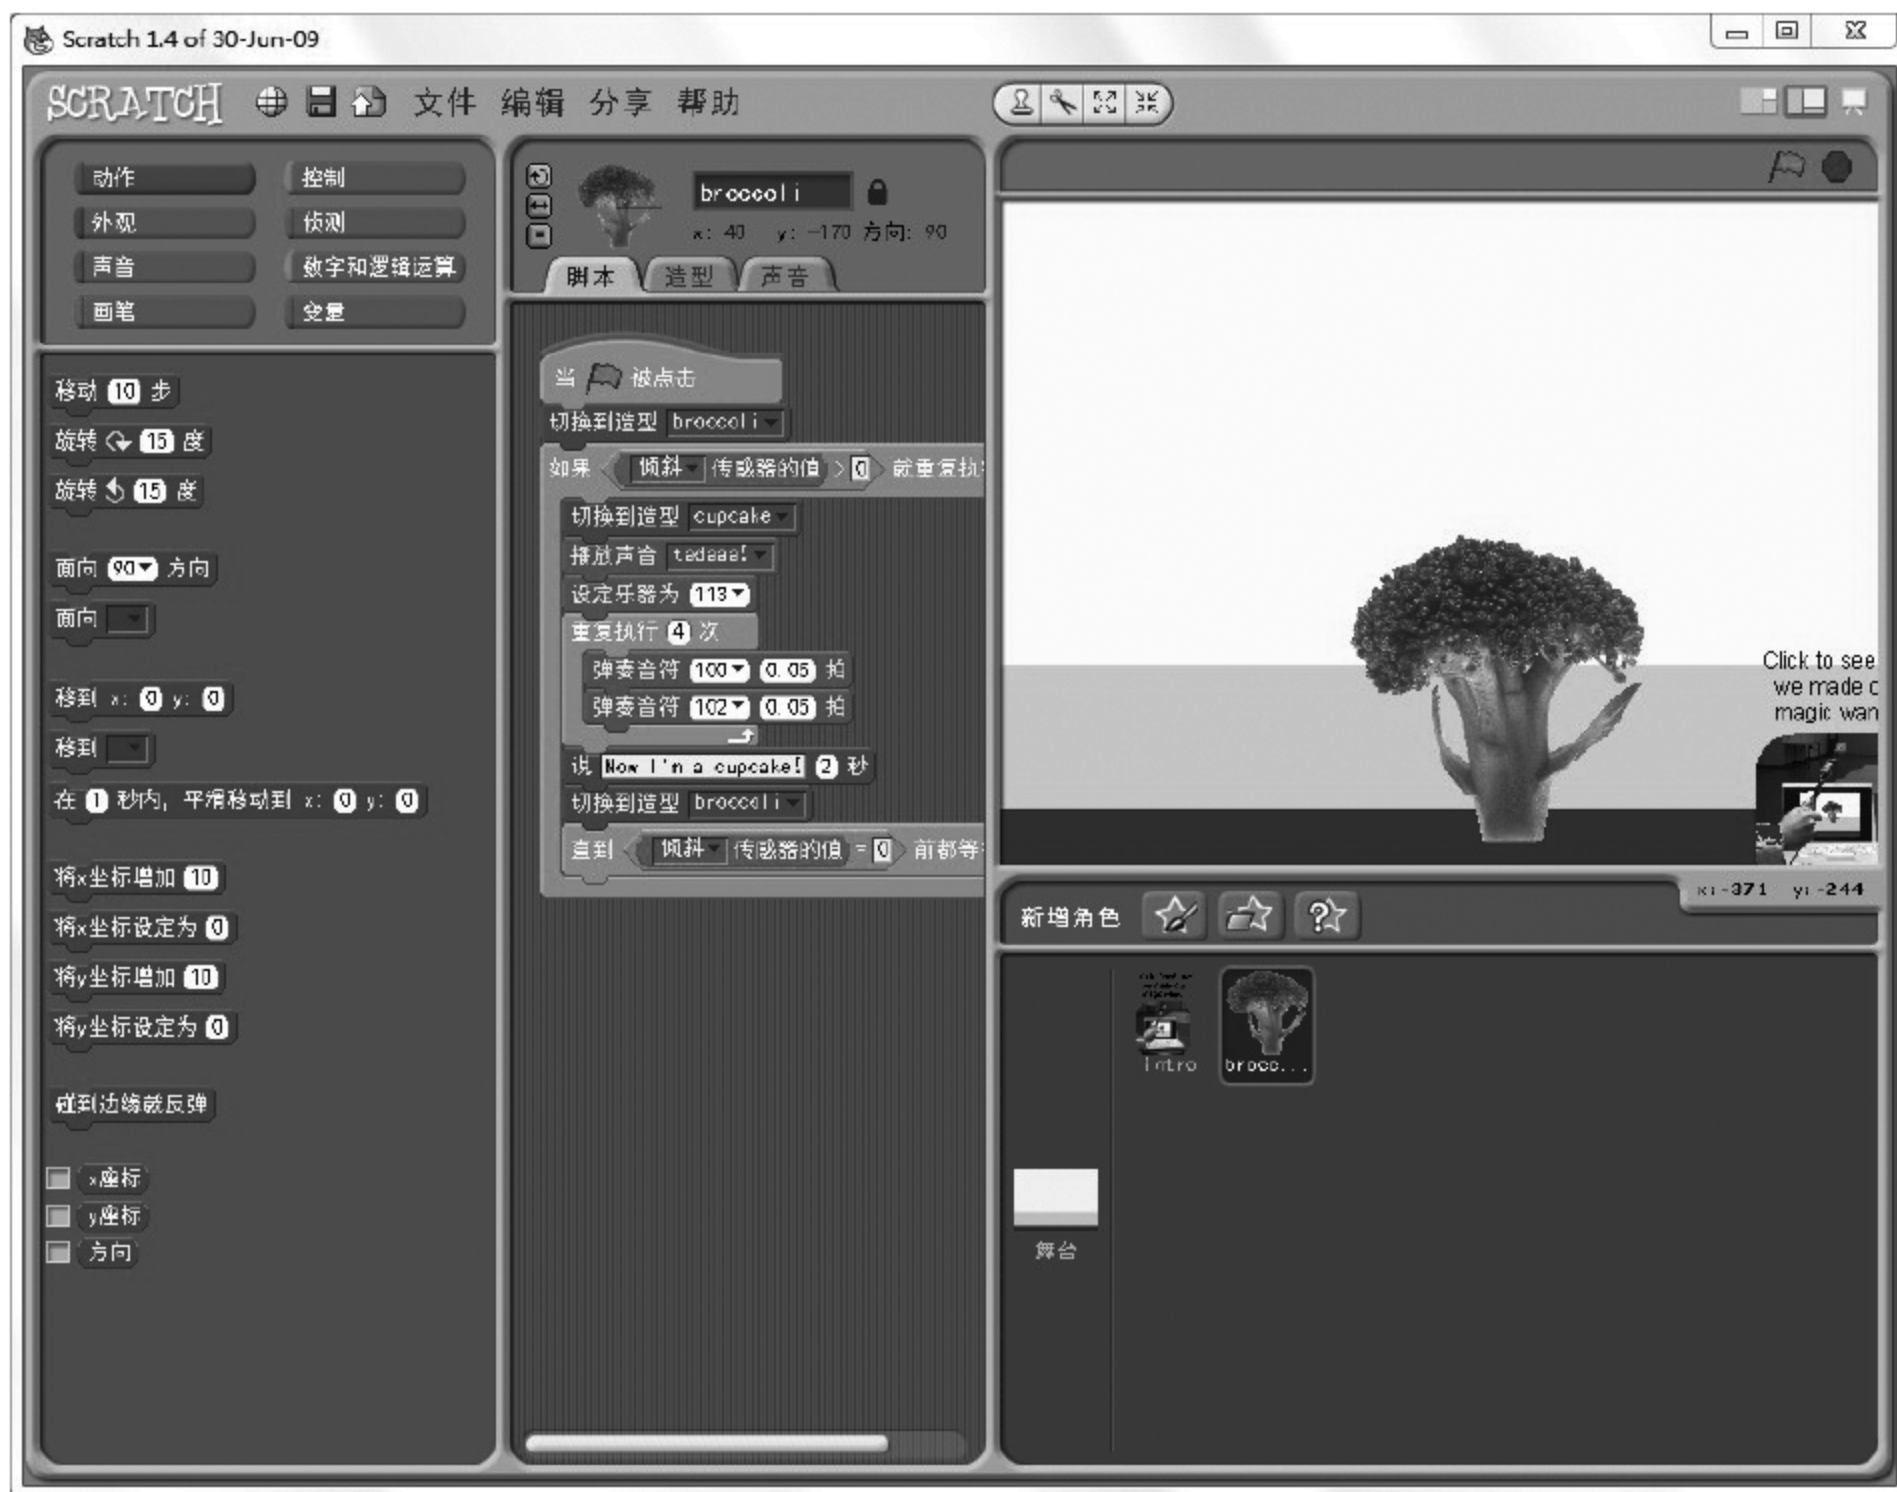 Scratch 1.4 of 30-Jun-09
SCRATCH 文件 编辑 分享 帮助
动作 控制
外观 侦测
声音 数字和逻辑运算
画笔 变量
移动 10 步
旋转 15 度
旋转 15 度
面向 90 方向
面向
移到 x: 0 y: 0
移到
在 1 秒内, 平滑移动到 x: 0 y: 0
将x坐标增加 10
将x坐标设定为 0
将y坐标增加 10
将y坐标设定为 0
碰到边缘就反弹
x座标
y座标
方向
broccoli
x: 40 y: -170 方向: 90
脚本 造型 声音
当 被点击
切换到造型 broccoli
如果 倾斜 传感器的值 > 0 就重复执
切换到造型 cupcake
播放声音 tadaaa!
设定乐器为 113
重复执行 4 次
弹奏音符 100 0.05 拍
弹奏音符 102 0.05 拍
说 Now I'm a cupcake! 2 秒
切换到造型 broccoli
直到 倾斜 传感器的值 = 0 前都等
Click to see
we made o
magic wan
x: -371 y: -244
新增角色
Intro
brocc...
舞台